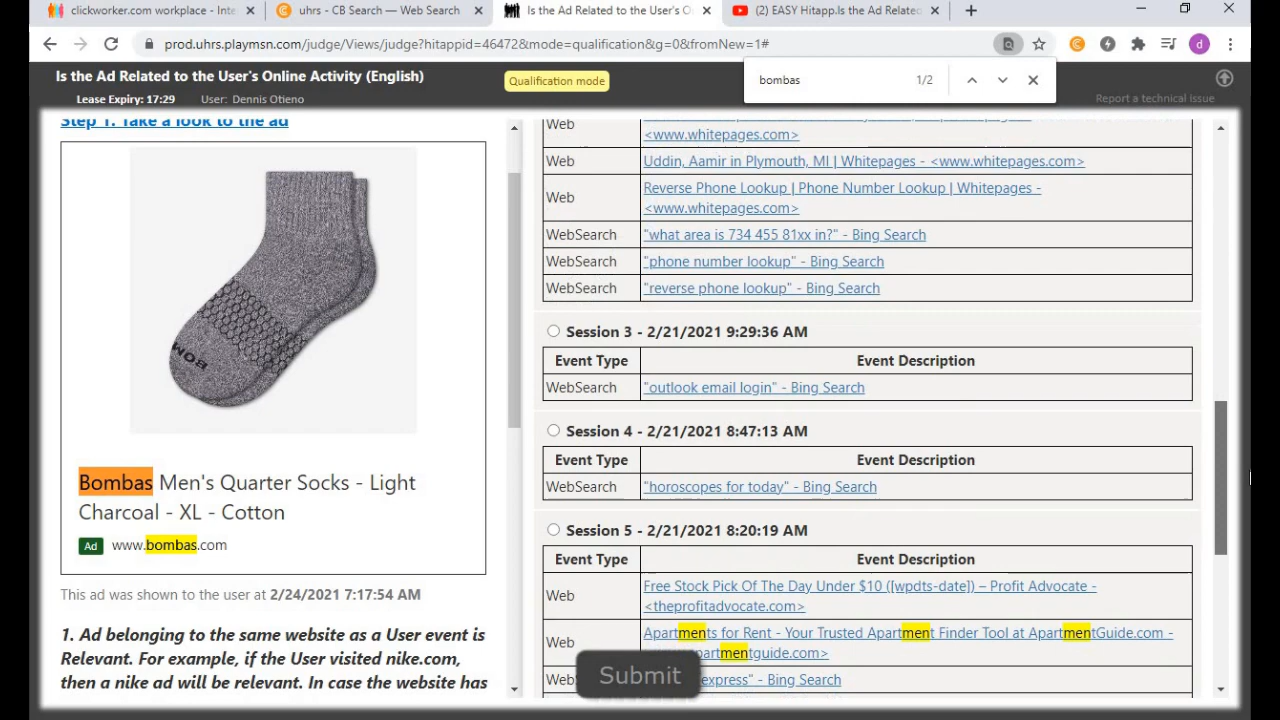 clickworker.com workplace - Inte
uhrs - CB Search — Web Search
Is the Ad Related to the User's O
(2) EASY Hitapp.Is the Ad Related
prod.uhrs.playmsn.com/judge/Views/judge?hitappid=46472&mode=qualification&g=0&fromNew=1#
d
Is the Ad Related to the User's Online Activity (English)
Qualification mode
bombas 1/2
Lease Expiry: 17:29 User: Dennis Otieno
Report a technical issue
Step 1. Take a look to the ad
BOM
Bombas Men's Quarter Socks - Light
Charcoal - XL - Cotton
Ad www.bombas.com
This ad was shown to the user at 2/24/2021 7:17:54 AM
1. Ad belonging to the same website as a User event is
Relevant. For example, if the User visited nike.com,
then a nike ad will be relevant. In case the website has
Web
<www.whitepages.com>
Web Uddin, Aamir in Plymouth, MI | Whitepages - <www.whitepages.com>
Web Reverse Phone Lookup | Phone Number Lookup | Whitepages -
<www.whitepages.com>
WebSearch "what area is 734 455 81xx in?" - Bing Search
WebSearch "phone number lookup" - Bing Search
WebSearch "reverse phone lookup" - Bing Search
Session 3 - 2/21/2021 9:29:36 AM
Event Type Event Description
WebSearch "outlook email login" - Bing Search
Session 4 - 2/21/2021 8:47:13 AM
Event Type Event Description
WebSearch "horoscopes for today" - Bing Search
Session 5 - 2/21/2021 8:20:19 AM
Event Type Event Description
Web Free Stock Pick Of The Day Under $10 ([wpdts-date]) – Profit Advocate -
<theprofitadvocate.com>
Web Apartments for Rent - Your Trusted Apartment Finder Tool at ApartmentGuide.com -
partmentguide.com>
express" - Bing Search
Submit